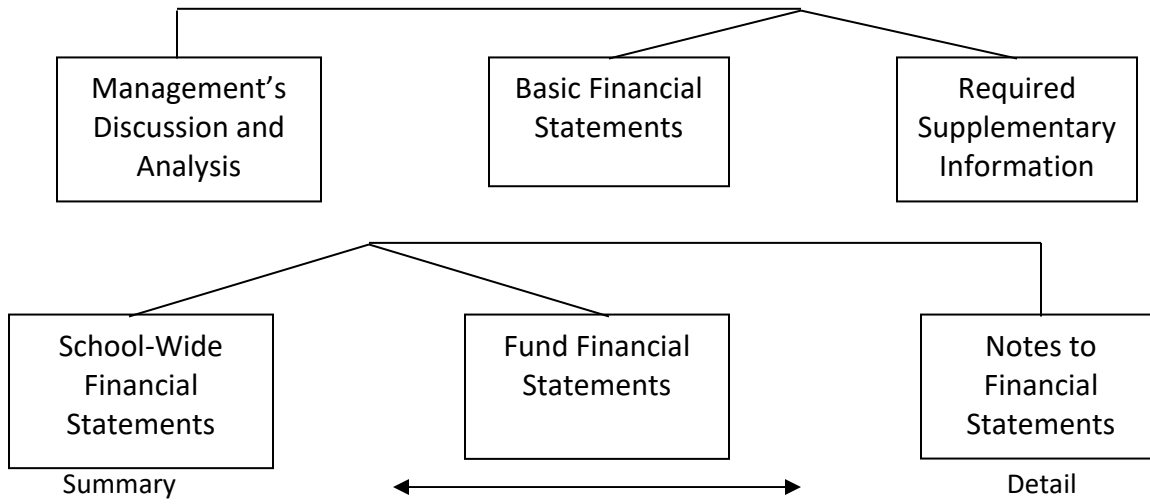 Management’s
Discussion and
Analysis
Basic Financial
Statements
Required
Supplementary
Information
School-Wide
Financial
Statements
Fund Financial
Statements
Notes to
Financial
Statements
Summary
Detail